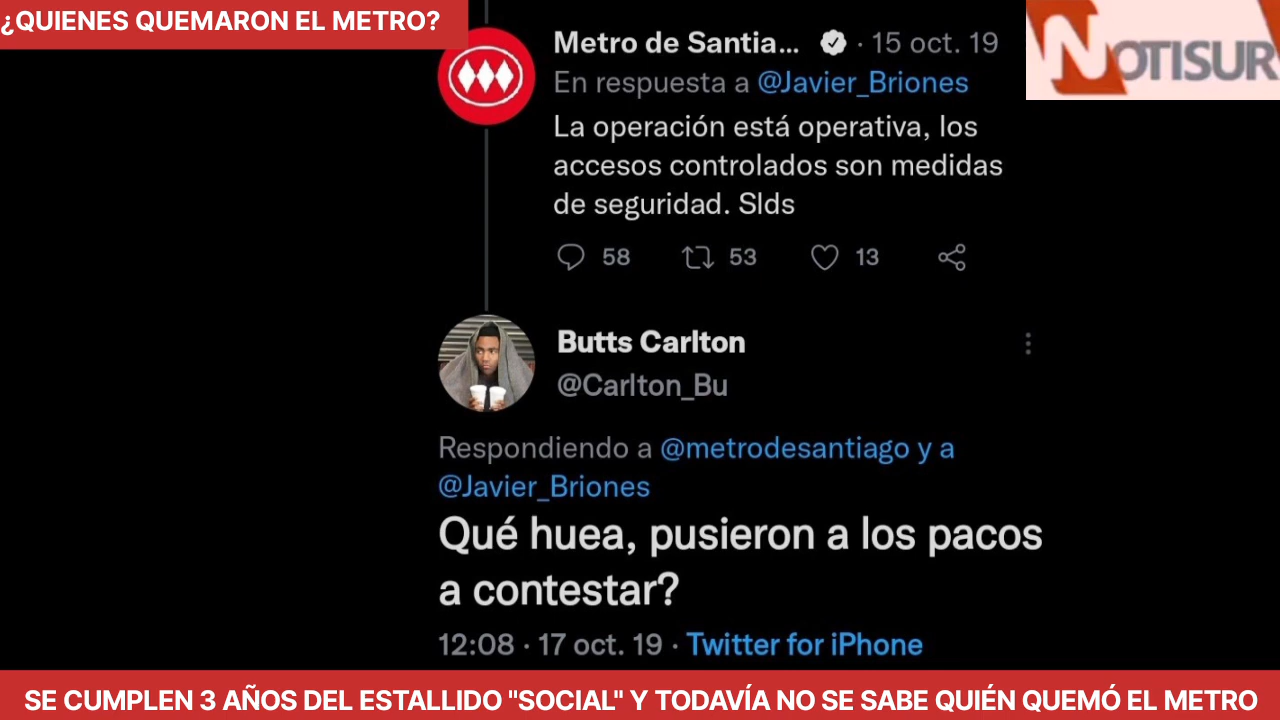 ¿QUIENES QUEMARON EL METRO?
NOTISUR
Metro de Santia... · 15 oct. 19
En respuesta a @Javier_Briones
La operación está operativa, los
accesos controlados son medidas
de seguridad. Slds
58 53 13
Butts Carlton
@Carlton_Bu
Respondiendo a @metrodesantiago y a
@Javier_Briones
Qué huea, pusieron a los pacos
a contestar?
12:08 · 17 oct. 19 · Twitter for iPhone
SE CUMPLEN 3 AÑOS DEL ESTALLIDO "SOCIAL" Y TODAVÍA NO SE SABE QUIÉN QUEMÓ EL METRO